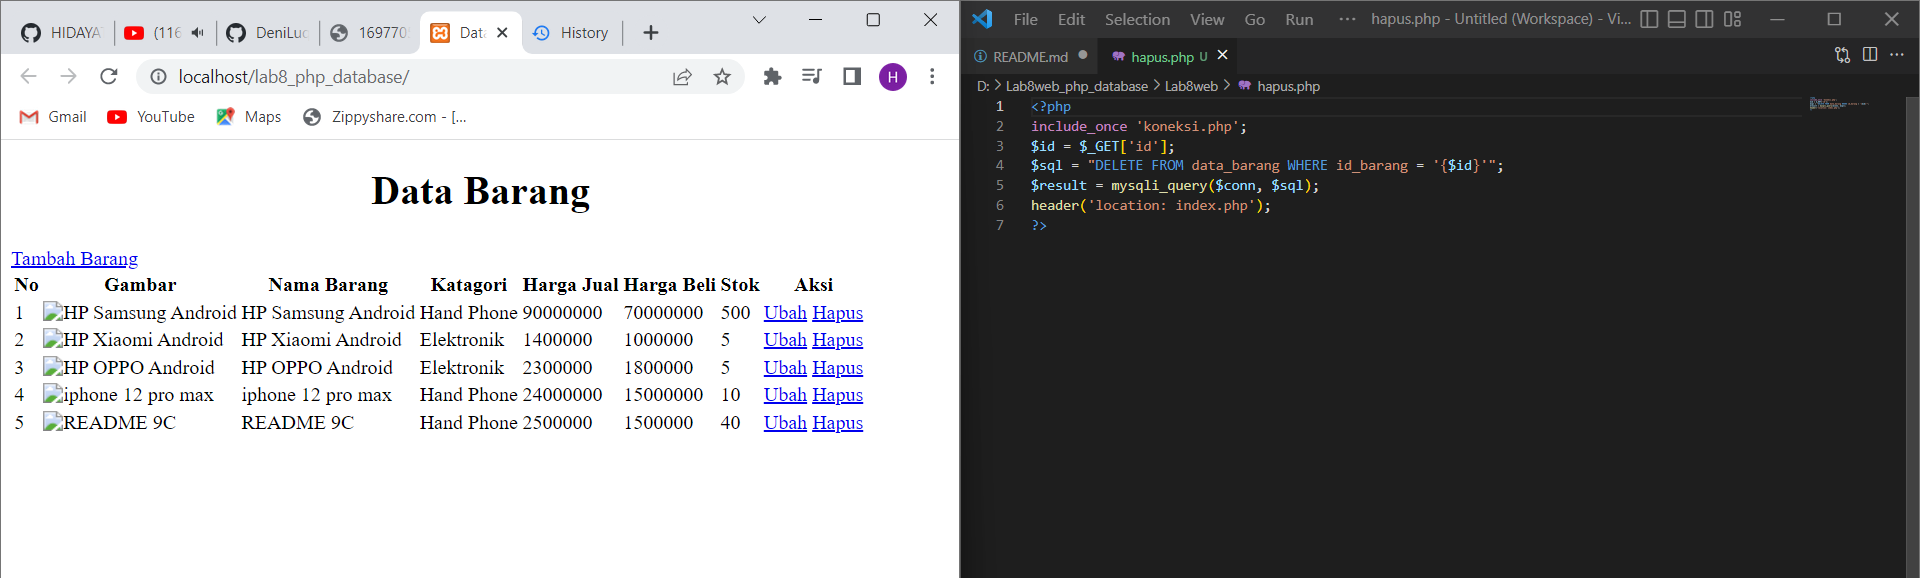 HIDAYA
(116
DeniLuc
169770
Dat
History
localhost/lab8_php_database/
H
Gmail
YouTube
Maps
Zippyshare.com - [...
Data Barang
Tambah Barang
No Gambar Nama Barang Katagori Harga Jual Harga Beli Stok Aksi
1 HP Samsung Android HP Samsung Android Hand Phone 90000000 70000000 500 Ubah Hapus
2 HP Xiaomi Android HP Xiaomi Android Elektronik 1400000 1000000 5 Ubah Hapus
3 HP OPPO Android HP OPPO Android Elektronik 2300000 1800000 5 Ubah Hapus
4 iphone 12 pro max iphone 12 pro max Hand Phone 24000000 15000000 10 Ubah Hapus
5 README 9C README 9C Hand Phone 2500000 1500000 40 Ubah Hapus
File Edit Selection View Go Run ··· hapus.php - Untitled (Workspace) - Vi...
README.md
hapus.php U
D: > Lab8web_php_database > Lab8web > hapus.php
1 <?php
2 include_once 'koneksi.php';
3 $id = $_GET['id'];
4 $sql = "DELETE FROM data_barang WHERE id_barang = '{$id}'";
5 $result = mysqli_query($conn, $sql);
6 header('location: index.php');
7 ?>